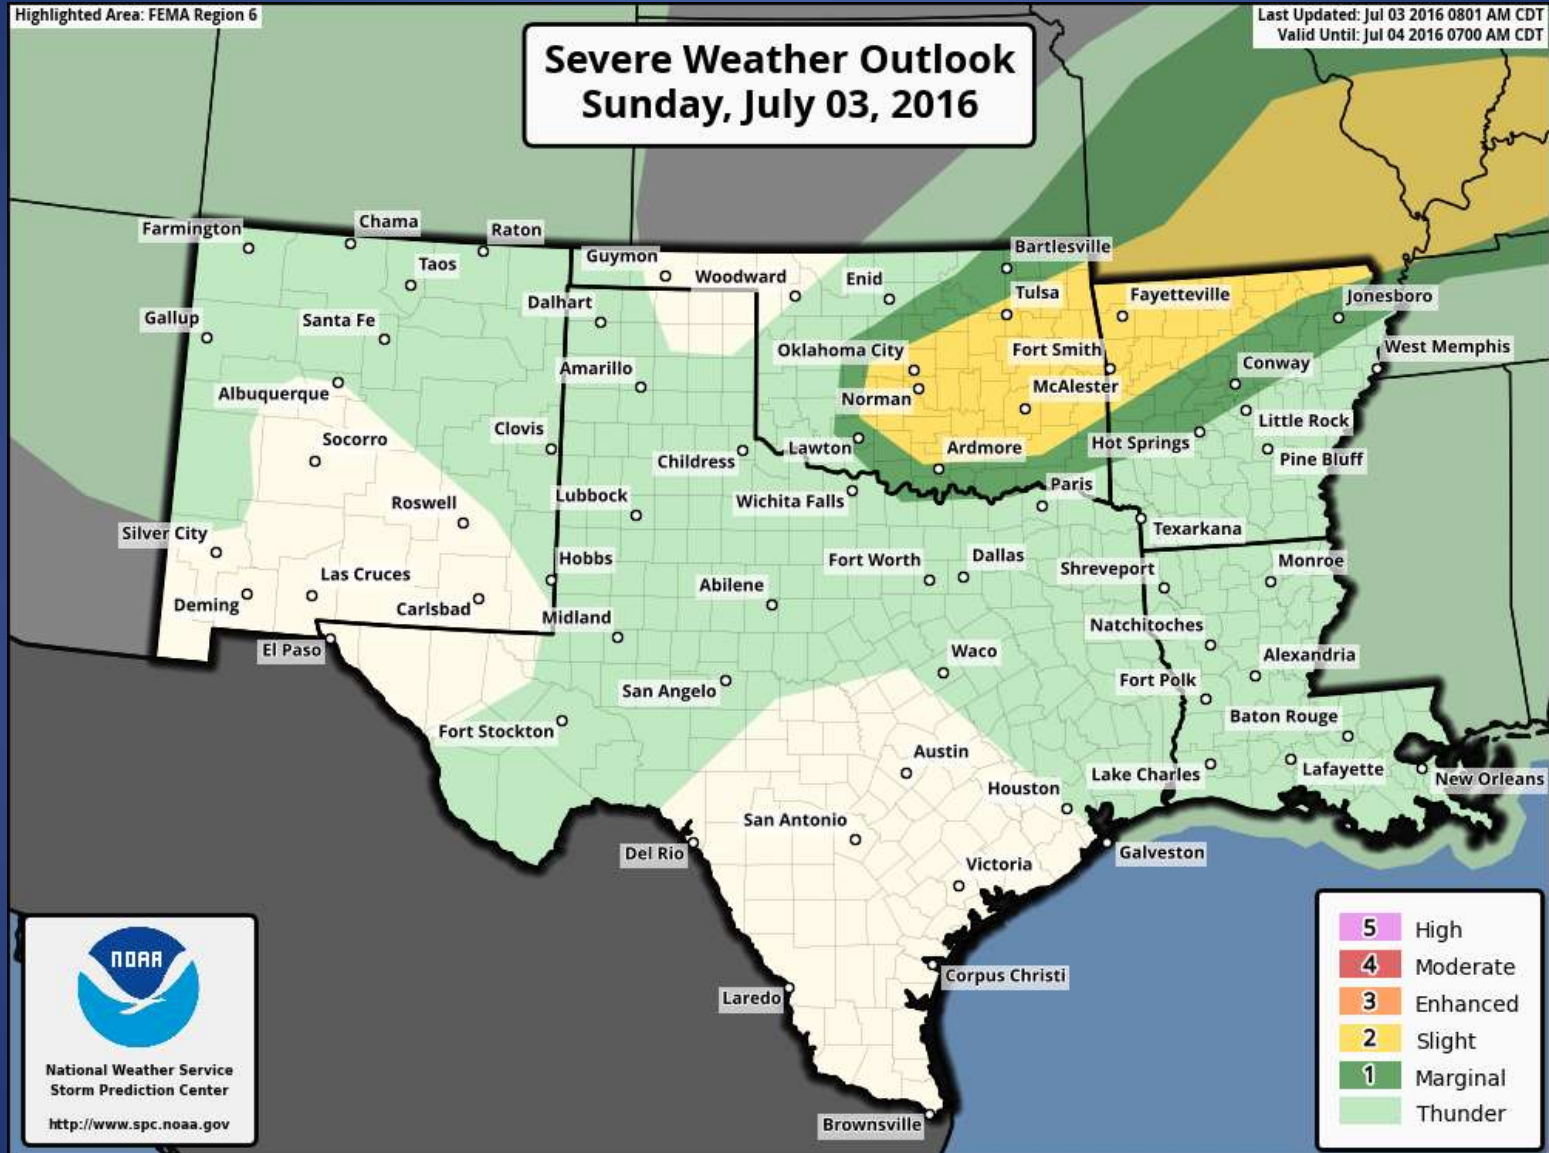 Highlighted Area: FEMA Region 6
Last Updated: Jul 03 2016 0801 AM CDT
Valid Until: Jul 04 2016 0700 AM CDT
Severe Weather Outlook
Sunday, July 03, 2016
Farmington
Chama
Raton
Taos
Guymon
Woodward
Enid
Bartlesville
Gallup
Santa Fe
Dalhart
Tulsa
Fayetteville
Jonesboro
Oklahoma City
Fort Smith
West Memphis
Albuquerque
Amarillo
Norman
McAlester
Conway
Socorro
Clovis
Childress
Lawton
Ardmore
Hot Springs
Little Rock
Pine Bluff
Roswell
Lubbock
Wichita Falls
Paris
Silver City
Texarkana
Las Cruces
Hobbs
Abilene
Fort Worth
Dallas
Shreveport
Monroe
Deming
Carlsbad
Midland
Natchitoches
El Paso
San Angelo
Waco
Alexandria
Fort Polk
Fort Stockton
Baton Rouge
Austin
Houston
Lake Charles
Lafayette
New Orleans
San Antonio
Del Rio
Victoria
Galveston
Corpus Christi
Laredo
Brownsville
NOAA
National Weather Service
Storm Prediction Center
http://www.spc.noaa.gov
5 High
4 Moderate
3 Enhanced
2 Slight
1 Marginal
Thunder